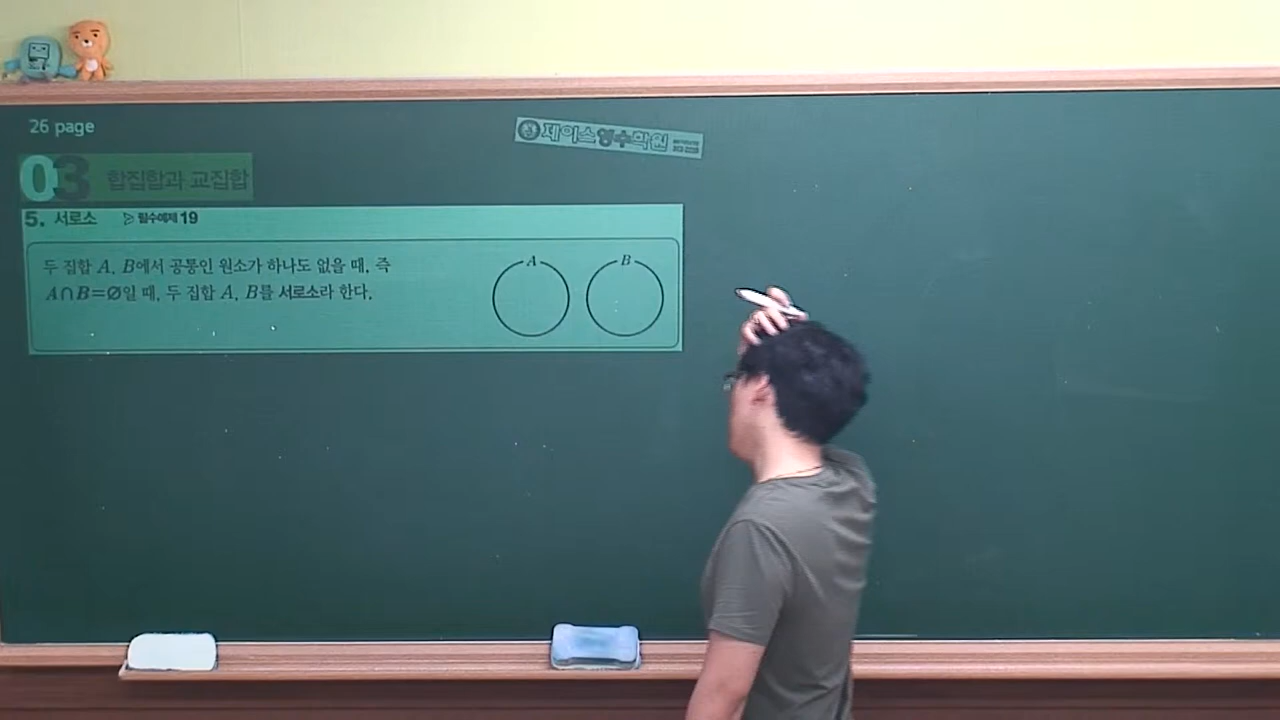 26 page
제이스영수학원
03 합집합과 교집합
5. 서로소 ▷ 필수예제 19
두 집합 A, B에서 공통인 원소가 하나도 없을 때, 즉
A∩B=∅일 때, 두 집합 A, B를 서로소라 한다.
A B